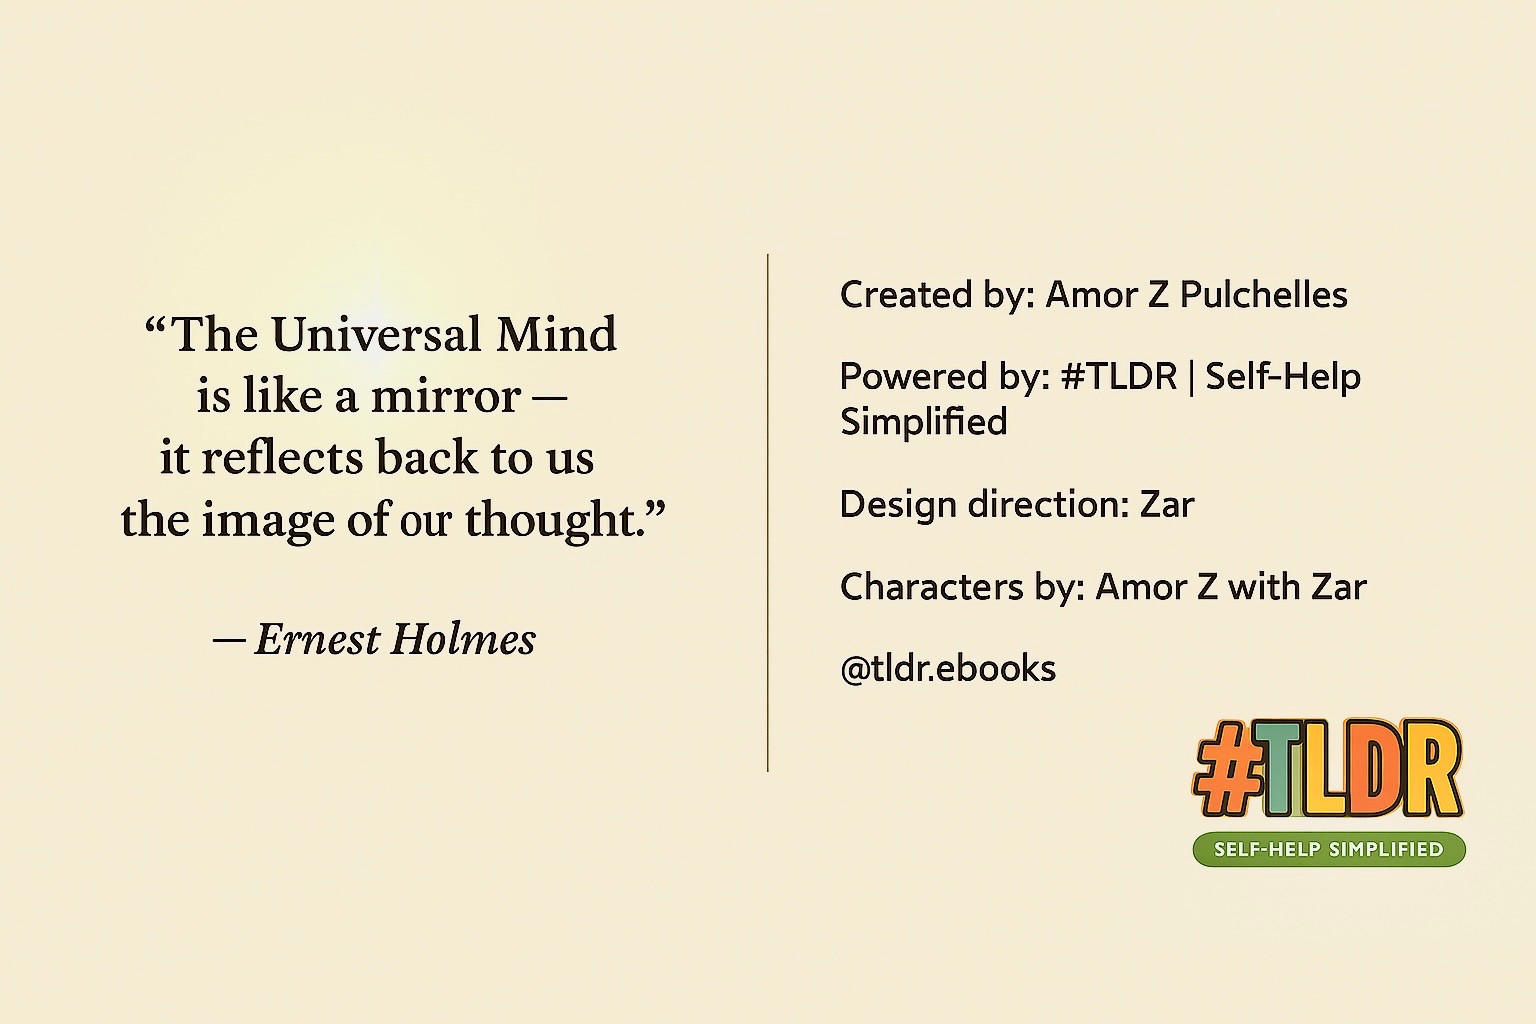 “The Universal Mind
is like a mirror —
it reflects back to us
the image of our thought.”
— Ernest Holmes
Created by: Amor Z Pulchelles
Powered by: #TLDR | Self-Help
Simplified
Design direction: Zar
Characters by: Amor Z with Zar
@tldr.ebooks
#TLDR
SELF-HELP SIMPLIFIED